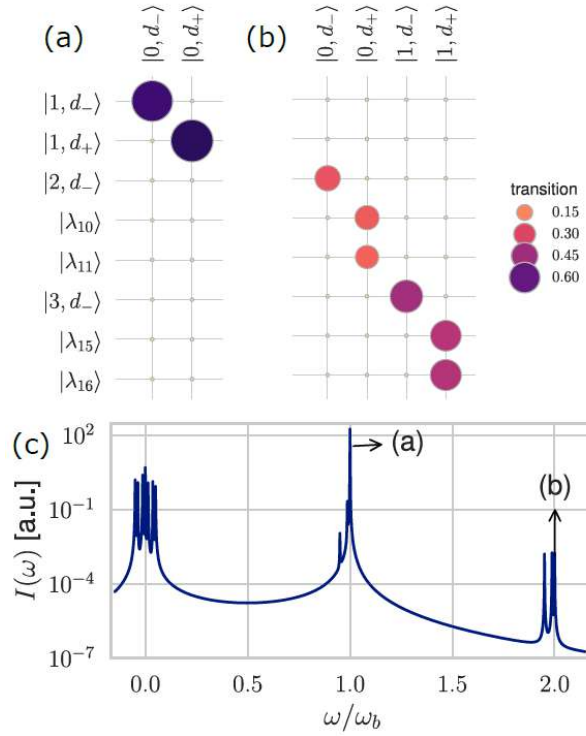 (a)
|0, d₋⟩
|0, d₊⟩
(b)
|0, d₋⟩
|0, d₊⟩
|1, d₋⟩
|1, d₊⟩
|1, d₋⟩
|1, d₊⟩
|2, d₋⟩
|λ₁₀⟩
|λ₁₁⟩
|3, d₋⟩
|λ₁₅⟩
|λ₁₆⟩
transition
0.15
0.30
0.45
0.60
(c)
10²
10⁻¹
10⁻⁴
10⁻⁷
I(ω) [a.u.]
(a)
(b)
0.0 0.5 1.0 1.5 2.0
ω/ω_b